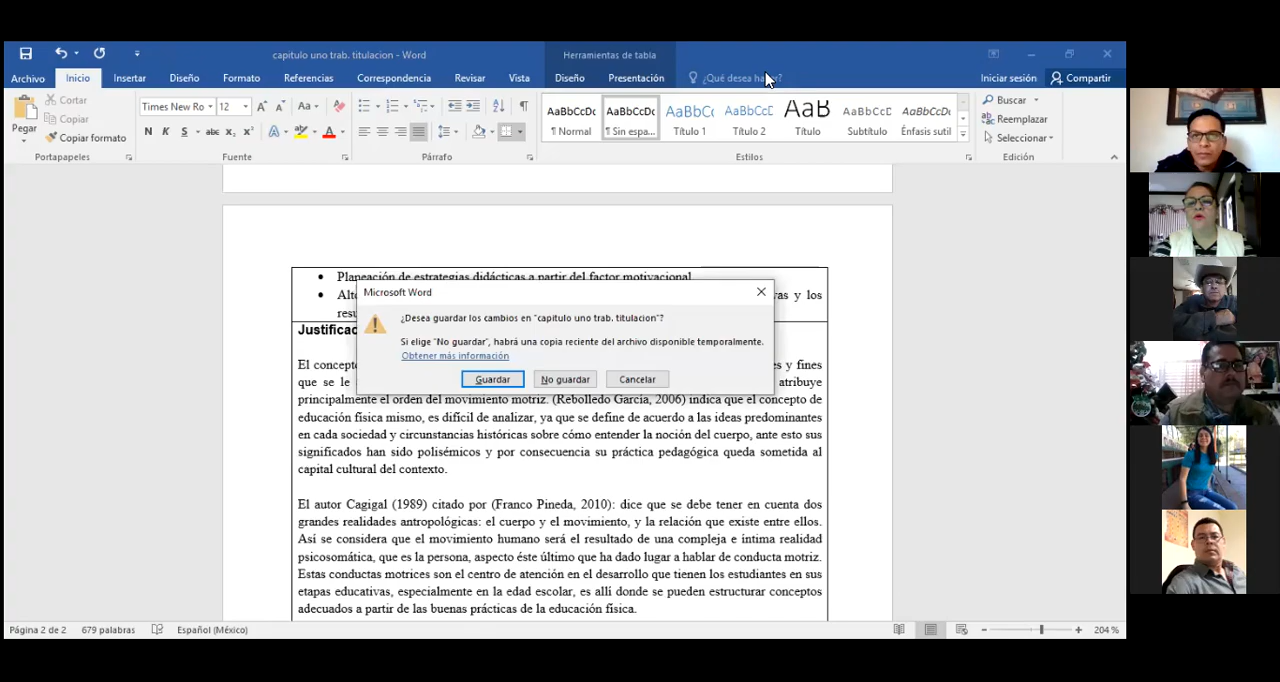 capitulo uno trab. titulacion - Word
Herramientas de tabla
Archivo Inicio Insertar Diseño Formato Referencias Correspondencia Revisar Vista Diseño Presentación ¿Qué desea hacer? Iniciar sesión Compartir
Pegar
Cortar
Copiar
Copiar formato
Portapapeles
Times New Ro 12 Aa
N K S abc x₂ x² A A
Fuente
Párrafo
AaBbCcDc AaBbCcDc AaBbCc AaBbCcC AaB AaBbCcD AaBbCcDc
¶ Normal ¶ Sin espa... Título 1 Título 2 Título Subtítulo Énfasis sutil
Estilos
Buscar
Reemplazar
Seleccionar
Edición
• Planeación de estrategias didácticas a partir del factor motivacional.
vas y los
Justificac
El concepto
es y fines
que se le
atribuye
principalmente el orden del movimiento motriz. (Rebolledo García, 2006) indica que el concepto de
educación física mismo, es difícil de analizar, ya que se define de acuerdo a las ideas predominantes
en cada sociedad y circunstancias históricas sobre cómo entender la noción del cuerpo, ante esto sus
significados han sido polisémicos y por consecuencia su práctica pedagógica queda sometida al
capital cultural del contexto.
El autor Cagigal (1989) citado por (Franco Pineda, 2010): dice que se debe tener en cuenta dos
grandes realidades antropológicas: el cuerpo y el movimiento, y la relación que existe entre ellos.
Así se considera que el movimiento humano será el resultado de una compleja e íntima realidad
psicosomática, que es la persona, aspecto éste último que ha dado lugar a hablar de conducta motriz.
Estas conductas motrices son el centro de atención en el desarrollo que tienen los estudiantes en sus
etapas educativas, especialmente en la edad escolar, es allí donde se pueden estructurar conceptos
adecuados a partir de las buenas prácticas de la educación física.
Microsoft Word
¿Desea guardar los cambios en "capitulo uno trab. titulacion"?
Si elige "No guardar", habrá una copia reciente del archivo disponible temporalmente.
Obtener más información
Guardar No guardar Cancelar
Página 2 de 2 679 palabras Español (México) 204 %